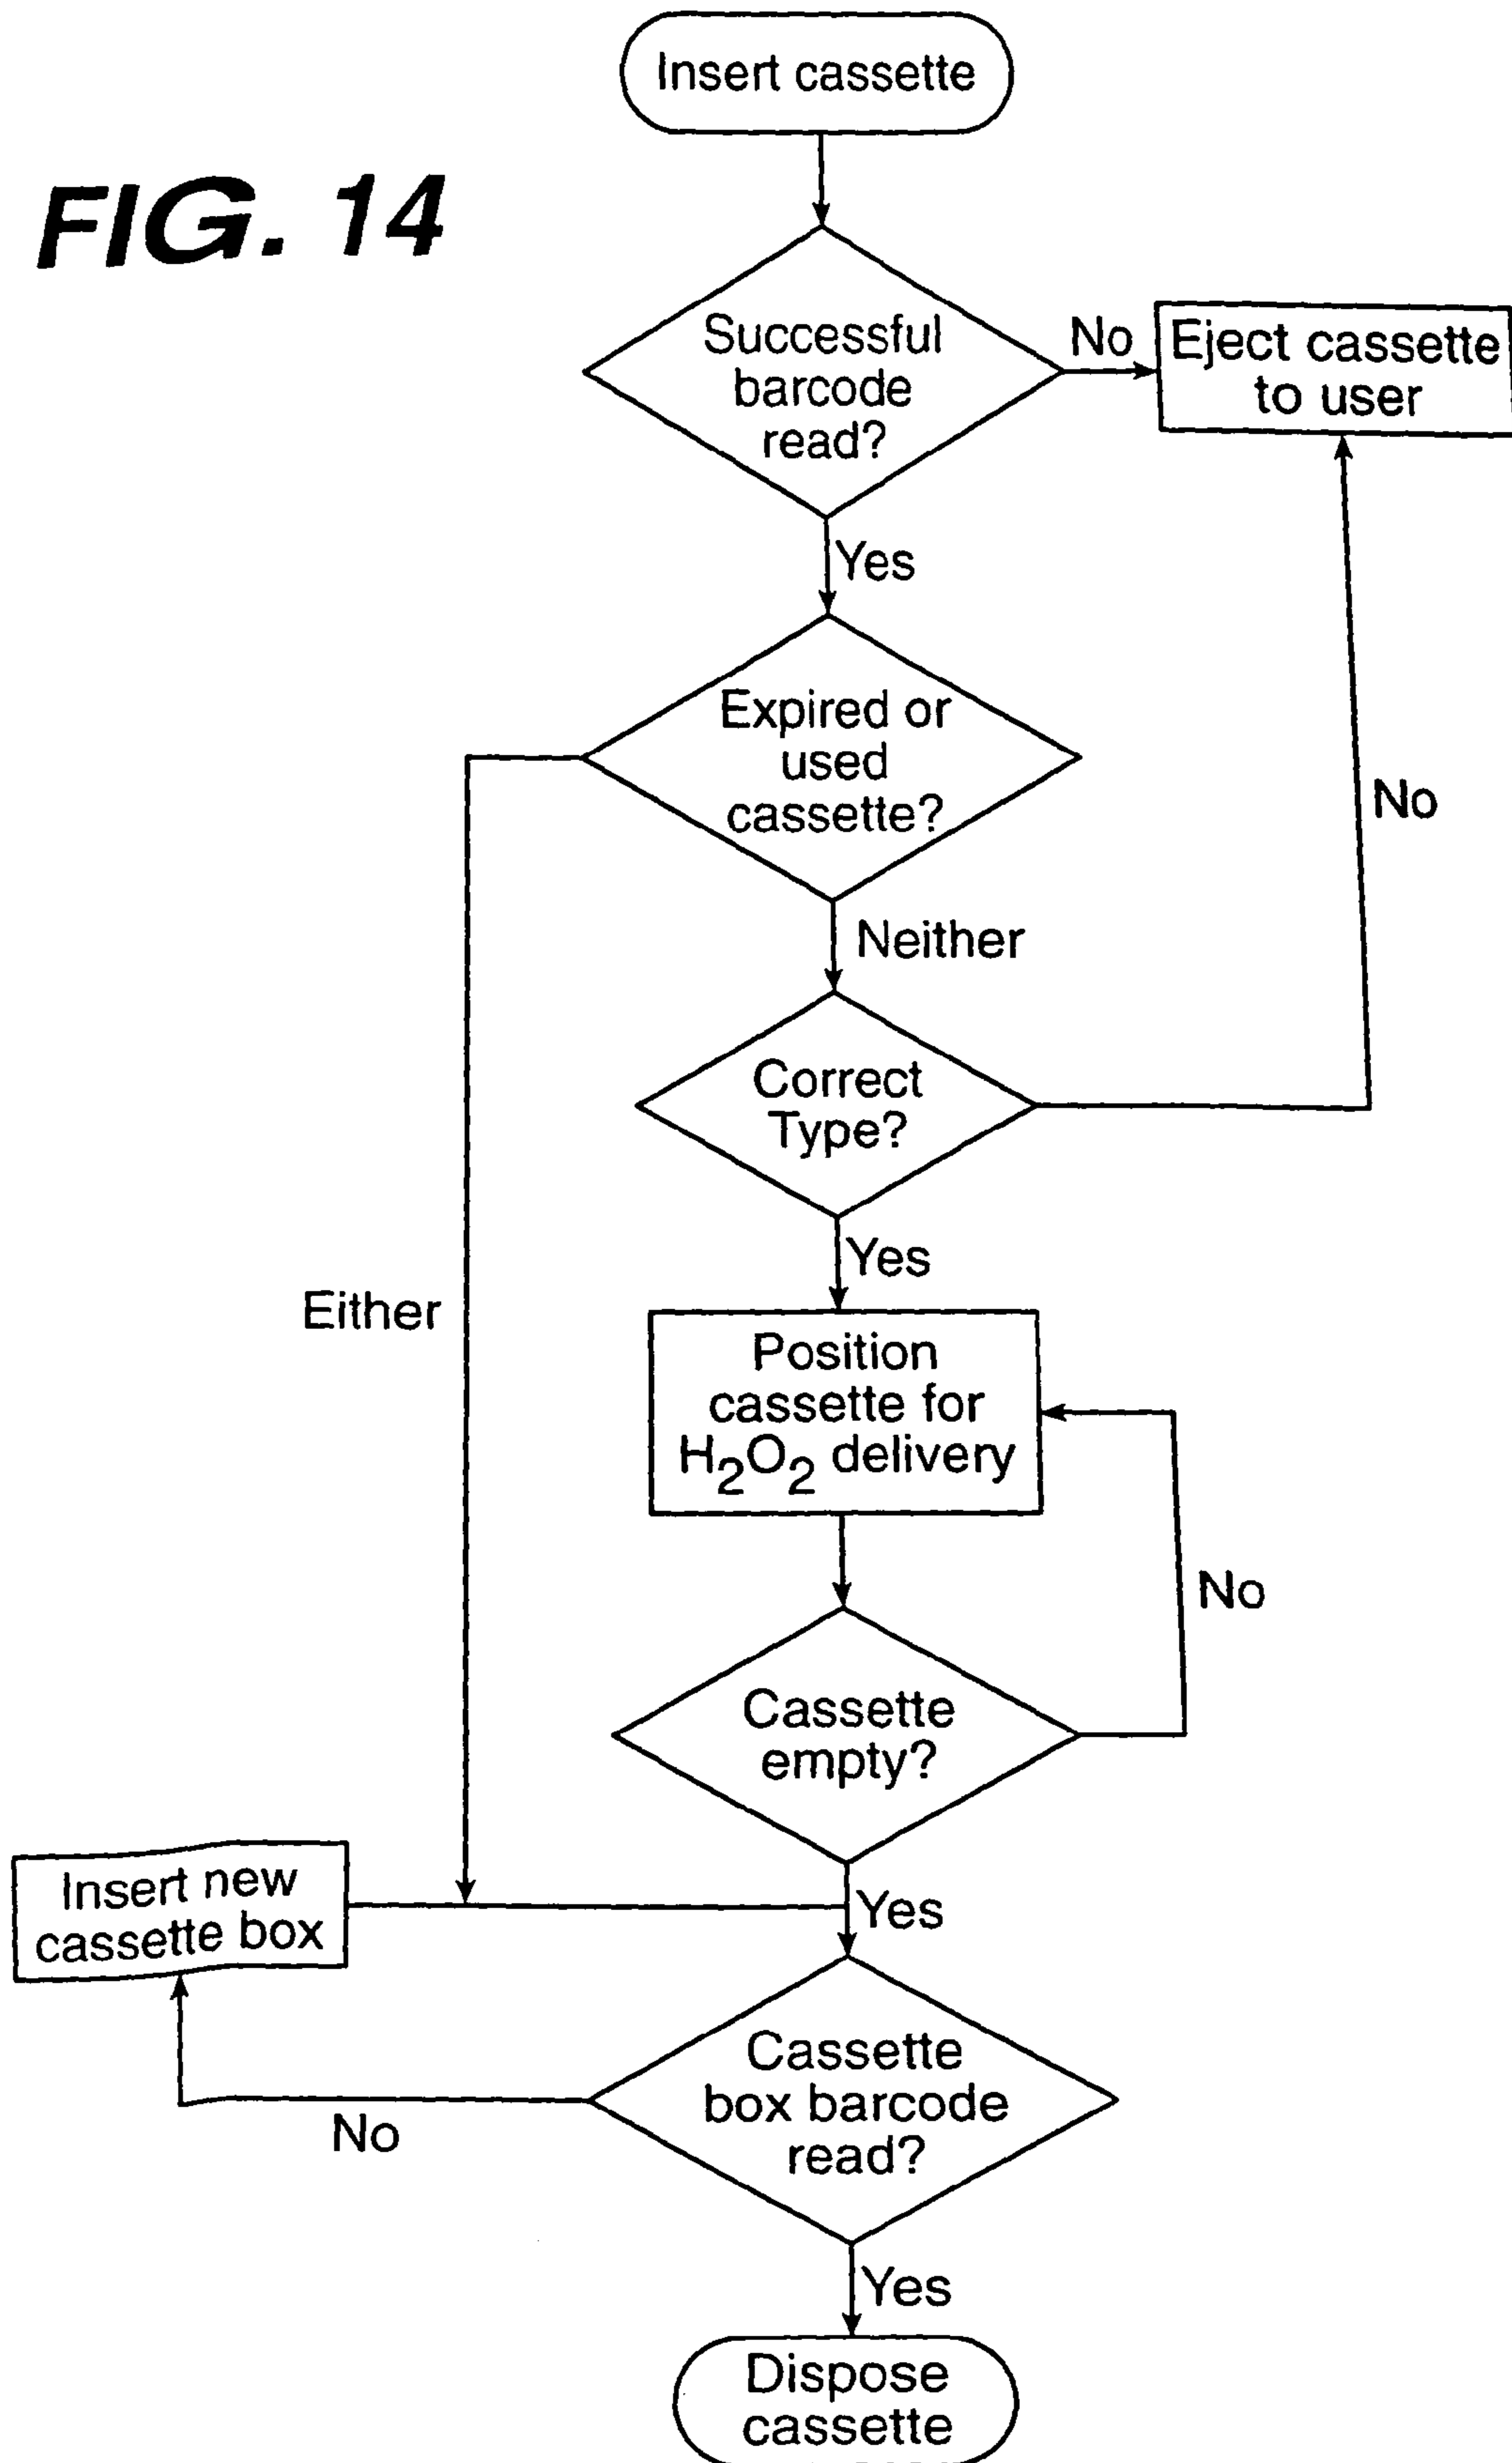 FIG. 14
Insert cassette
Successful
barcode
read?
No
Eject cassette
to user
Yes
Expired or
used
cassette?
No
Neither
Correct
Type?
Yes
Either
Position
cassette for
H2O2 delivery
No
Cassette
empty?
Insert new
cassette box
Yes
Cassette
box barcode
read?
No
Yes
Dispose
cassette